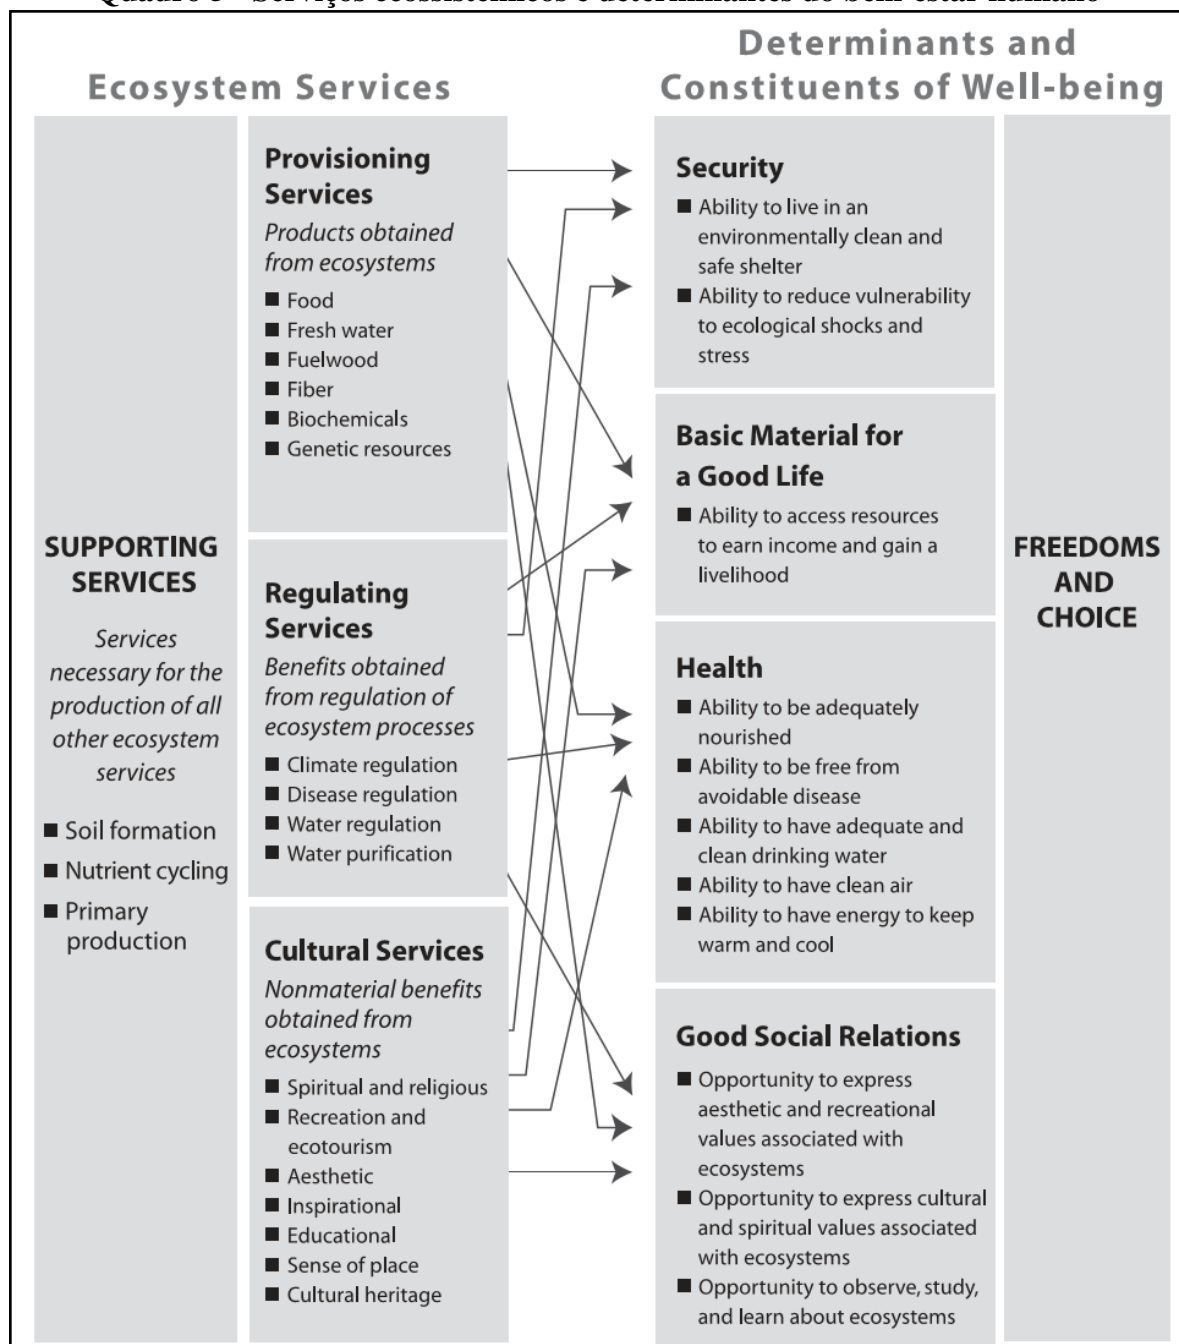 Quadro - Serviços ecossistêmicos e determinantes do bem-estar humano
Ecosystem Services
SUPPORTING
SERVICES
Services
necessary for the
production of all
other ecosystem
services
■ Soil formation
■ Nutrient cycling
■ Primary
production
Provisioning
Services
Products obtained
from ecosystems
■ Food
■ Fresh water
■ Fuelwood
■ Fiber
■ Biochemicals
■ Genetic resources
Regulating
Services
Benefits obtained
from regulation of
ecosystem processes
■ Climate regulation
■ Disease regulation
■ Water regulation
■ Water purification
Cultural Services
Nonmaterial benefits
obtained from
ecosystems
■ Spiritual and religious
■ Recreation and
ecotourism
■ Aesthetic
■ Inspirational
■ Educational
■ Sense of place
■ Cultural heritage
Determinants and
Constituents of Well-being
Security
■ Ability to live in an
environmentally clean and
safe shelter
■ Ability to reduce vulnerability
to ecological shocks and
stress
Basic Material for
a Good Life
■ Ability to access resources
to earn income and gain a
livelihood
Health
■ Ability to be adequately
nourished
■ Ability to be free from
avoidable disease
■ Ability to have adequate and
clean drinking water
■ Ability to have clean air
■ Ability to have energy to keep
warm and cool
Good Social Relations
■ Opportunity to express
aesthetic and recreational
values associated with
ecosystems
■ Opportunity to express cultural
and spiritual values associated
with ecosystems
■ Opportunity to observe, study,
and learn about ecosystems
FREEDOMS
AND
CHOICE